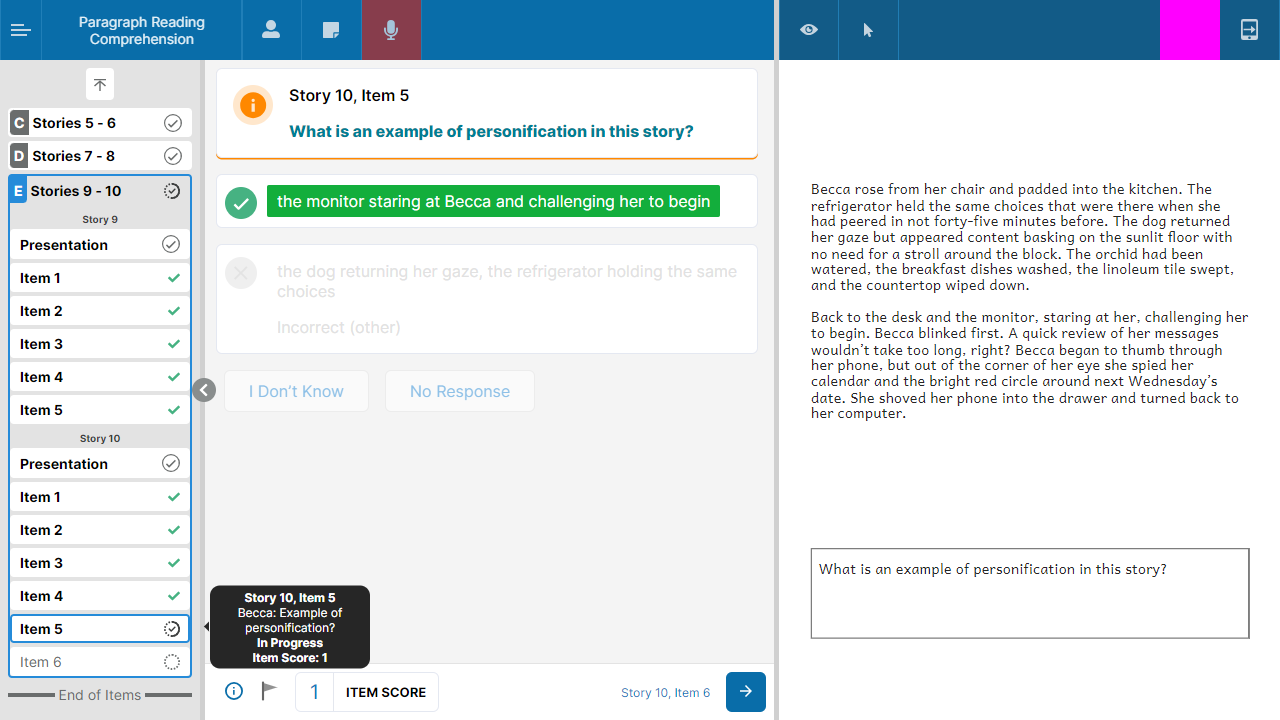 Paragraph Reading
Comprehension
C Stories 5 - 6
D Stories 7 - 8
E Stories 9 - 10
Story 9
Presentation
Item 1
Item 2
Item 3
Item 4
Item 5
Story 10
Presentation
Item 1
Item 2
Item 3
Item 4
Item 5
Item 6
End of Items
Story 10, Item 5
What is an example of personification in this story?
the monitor staring at Becca and challenging her to begin
the dog returning her gaze, the refrigerator holding the same
choices
Incorrect (other)
I Don’t Know
No Response
Story 10, Item 5
Becca: Example of
personification?
In Progress
Item Score: 1
1 ITEM SCORE
Story 10, Item 6
Becca rose from her chair and padded into the kitchen. The
refrigerator held the same choices that were there when she
had peered in not forty-five minutes before. The dog returned
her gaze but appeared content basking on the sunlit floor with
no need for a stroll around the block. The orchid had been
watered, the breakfast dishes washed, the linoleum tile swept,
and the countertop wiped down.
Back to the desk and the monitor, staring at her, challenging her
to begin. Becca blinked first. A quick review of her messages
wouldn’t take too long, right? Becca began to thumb through
her phone, but out of the corner of her eye she spied her
calendar and the bright red circle around next Wednesday’s
date. She shoved her phone into the drawer and turned back to
her computer.
What is an example of personification in this story?